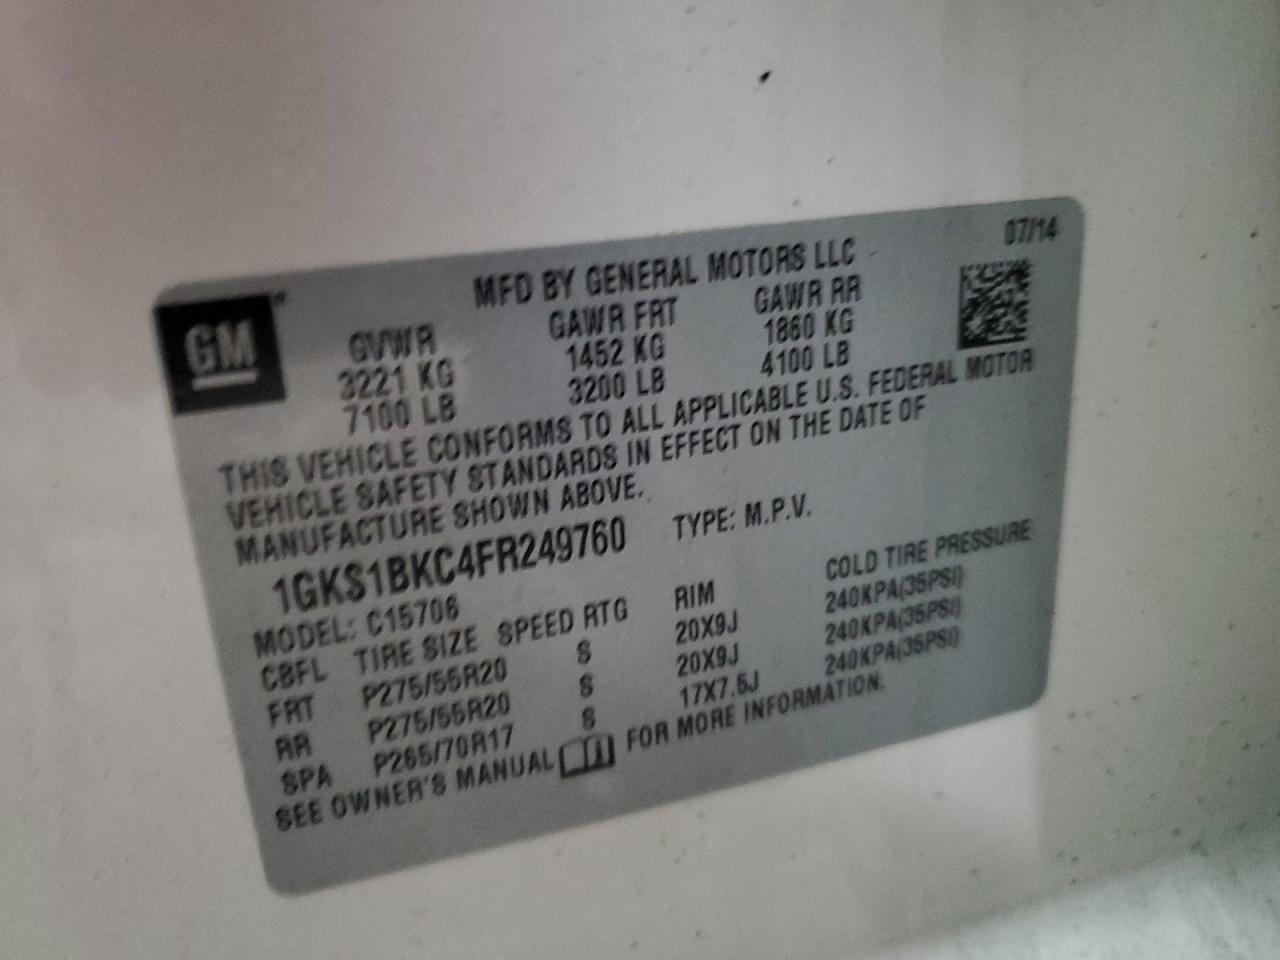 07/14
MFD BY GENERAL MOTORS LLC
GM
GVWR GAWR FRT GAWR RR
3221 KG 1452 KG 1860 KG
7100 LB 3200 LB 4100 LB
THIS VEHICLE CONFORMS TO ALL APPLICABLE U.S. FEDERAL MOTOR
VEHICLE SAFETY STANDARDS IN EFFECT ON THE DATE OF
MANUFACTURE SHOWN ABOVE.
1GKS1BKC4FR249760 TYPE: M.P.V.
MODEL: C15706
CBFL TIRE SIZE SPEED RTG RIM COLD TIRE PRESSURE
FRT P275/55R20 S 20X9J 240KPA(35PSI)
RR P275/55R20 S 20X9J 240KPA(35PSI)
SPA P265/70R17 S 17X7.5J 240KPA(35PSI)
SEE OWNER'S MANUAL FOR MORE INFORMATION.